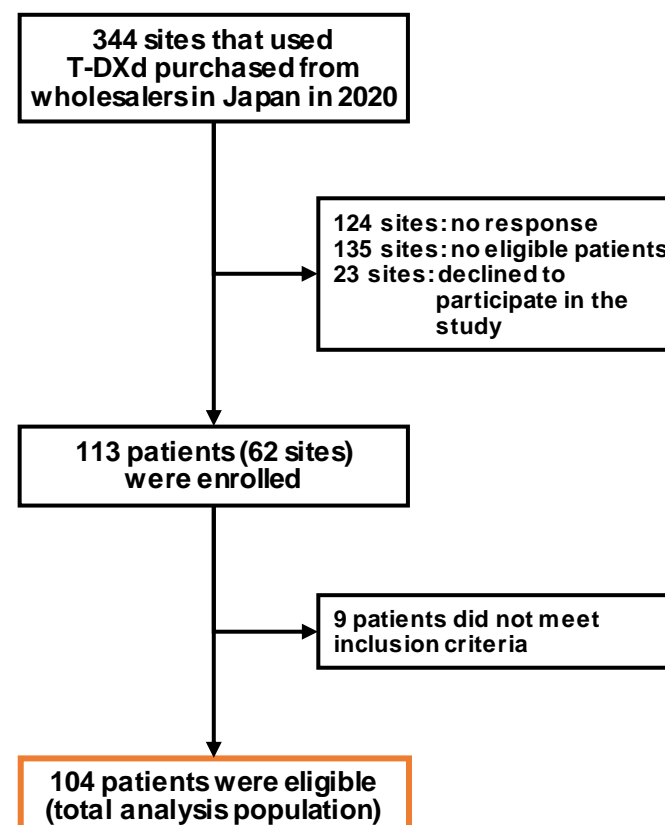 344 sites that used
T-DXd purchased from
wholesalers in Japan in 2020
124 sites: no response
135 sites: no eligible patients
23 sites: declined to
participate in the
study
113 patients (62 sites)
were enrolled
9 patients did not meet
inclusion criteria
104 patients were eligible
(total analysis population)